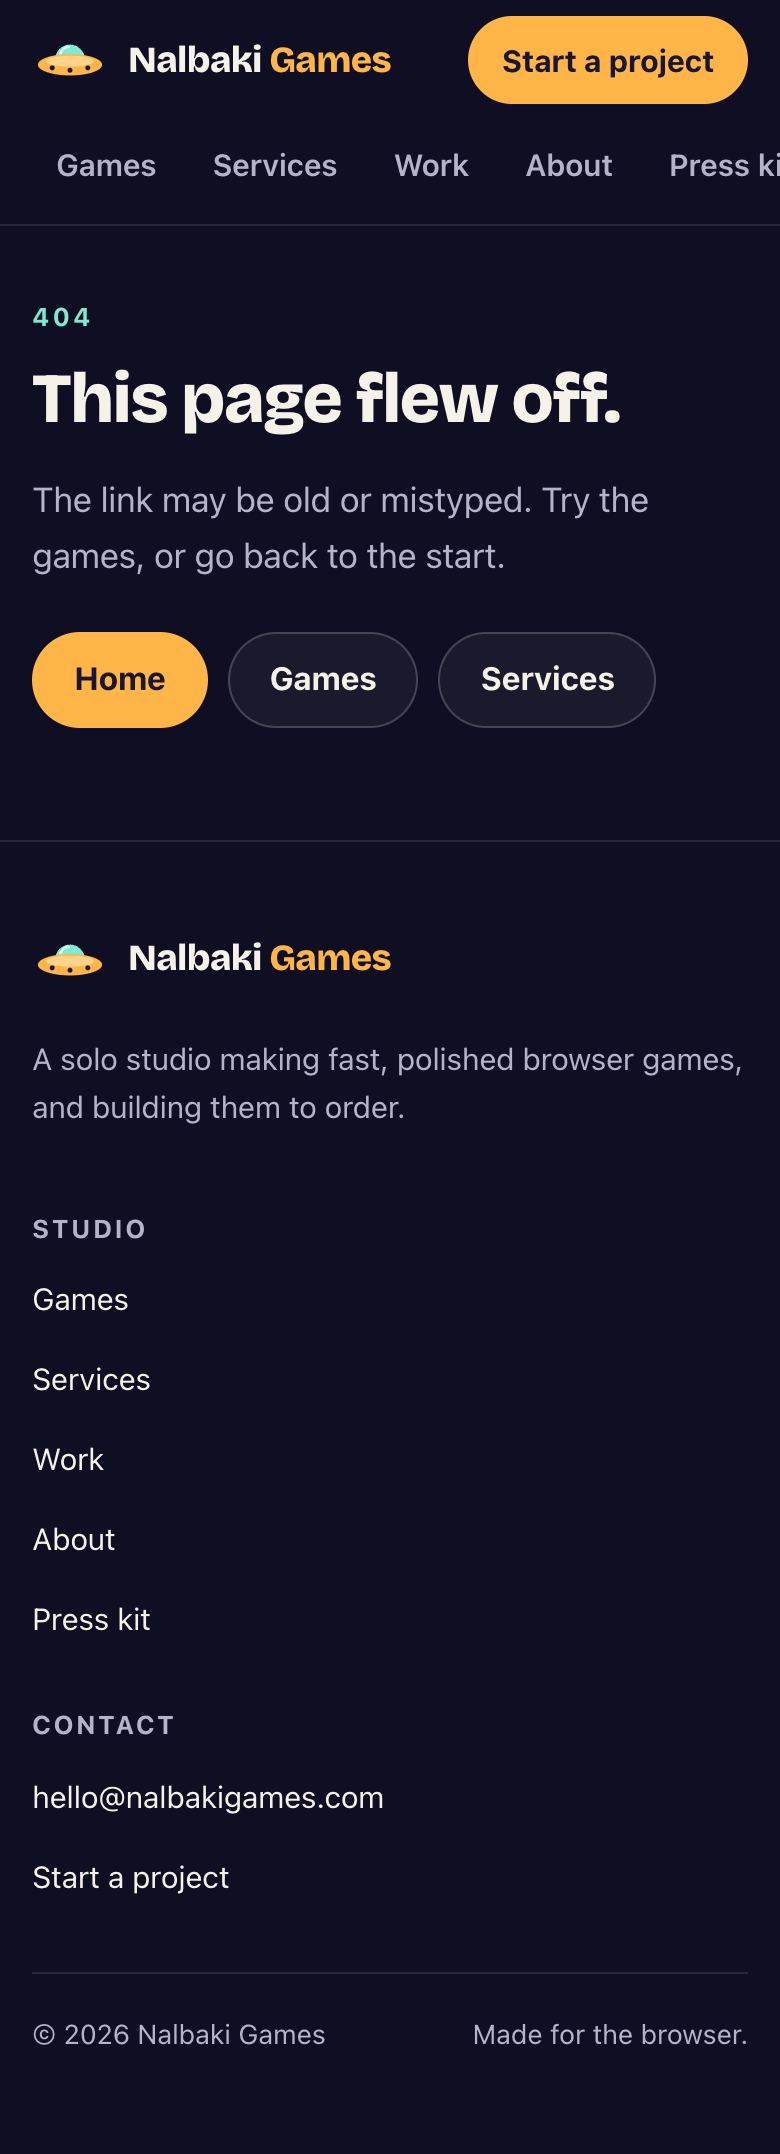 Nalbaki Games
Start a project
Games Services Work About Press ki
404
This page flew off.
The link may be old or mistyped. Try the
games, or go back to the start.
Home Games Services
Nalbaki Games
A solo studio making fast, polished browser games,
and building them to order.
STUDIO
Games
Services
Work
About
Press kit
CONTACT
hello@nalbakigames.com
Start a project
© 2026 Nalbaki Games Made for the browser.